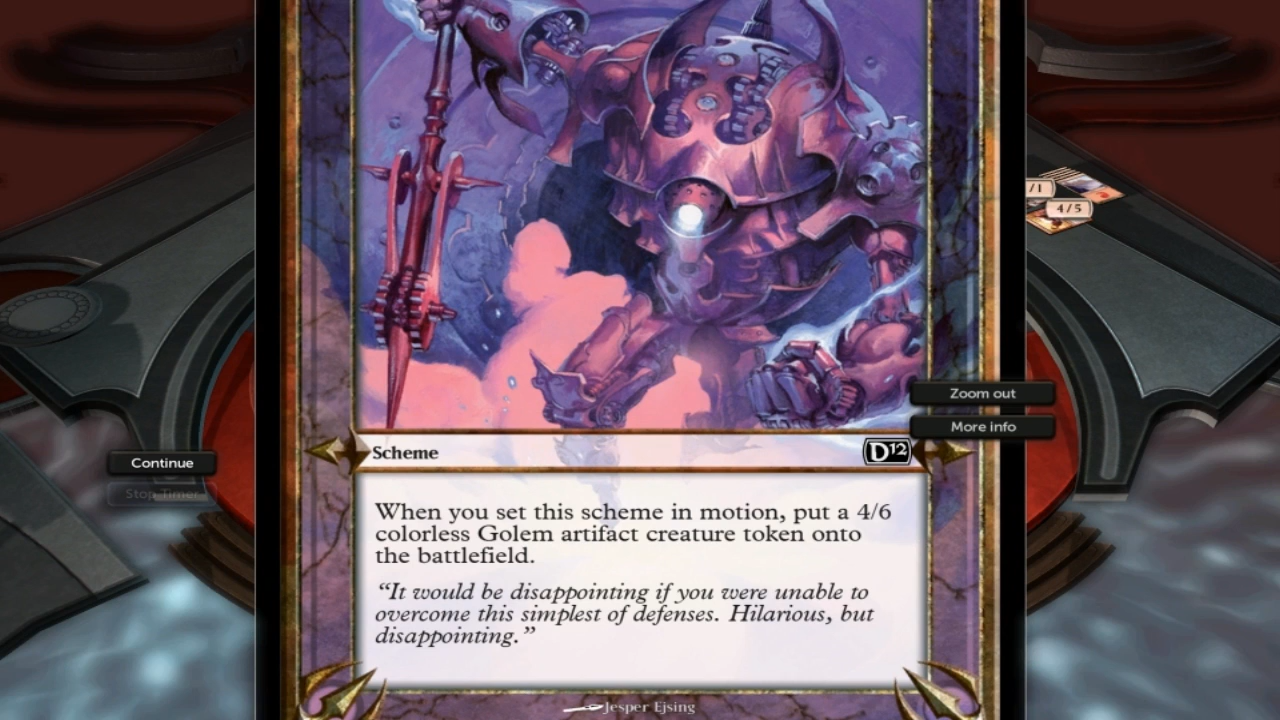 /1
4/5
Zoom out
More info
Continue
Stop Timer
Scheme
D12
When you set this scheme in motion, put a 4/6
colorless Golem artifact creature token onto
the battlefield.
“It would be disappointing if you were unable to
overcome this simplest of defenses. Hilarious, but
disappointing.”
Jesper Ejsing